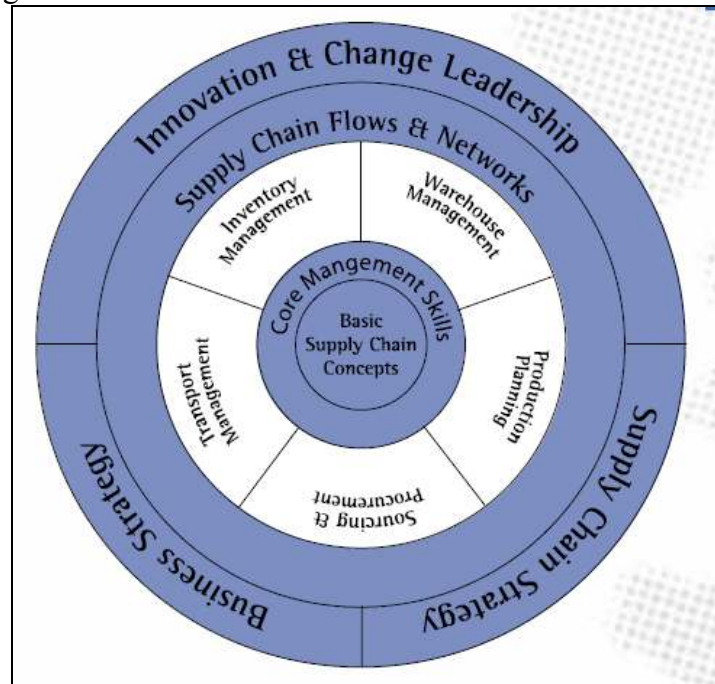 Innovation & Change Leadership
Supply Chain Flows & Networks
Inventory
Management
Warehouse
Management
Core Mangement Skills
Basic
Supply Chain
Concepts
Transport
Management
Production
Planning
Sourcing &
Procurement
Business Strategy
Supply Chain Strategy